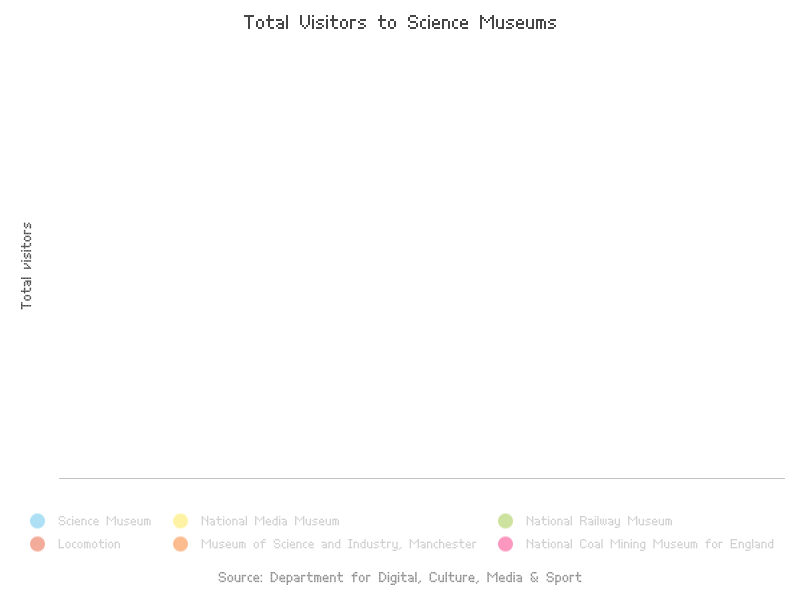 Total Visitors to Science Museums
Total visitors
Science Museum
National Media Museum
National Railway Museum
Locomotion
Museum of Science and Industry, Manchester
National Coal Mining Museum for England
Source: Department for Digital, Culture, Media & Sport